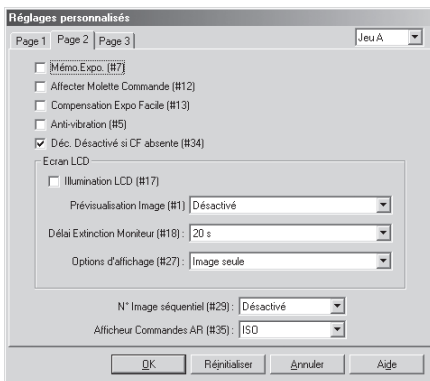 Réglages personnalisés
Page 1 Page 2 Page 3 Jeu A
Mémo.Expo. (#7)
Affecter Molette Commande (#12)
Compensation Expo Facile (#13)
Anti-vibration (#5)
Déc. Désactivé si CF absente (#34)
Ecran LCD
Illumination LCD (#17)
Prévisualisation Image (#1) Désactivé
Délai Extinction Moniteur (#18) : 20 s
Options d'affichage (#27) : Image seule
N° Image séquentiel (#29) : Désactivé
Afficheur Commandes AR (#35) : ISO
OK Réinitialiser Annuler Aide